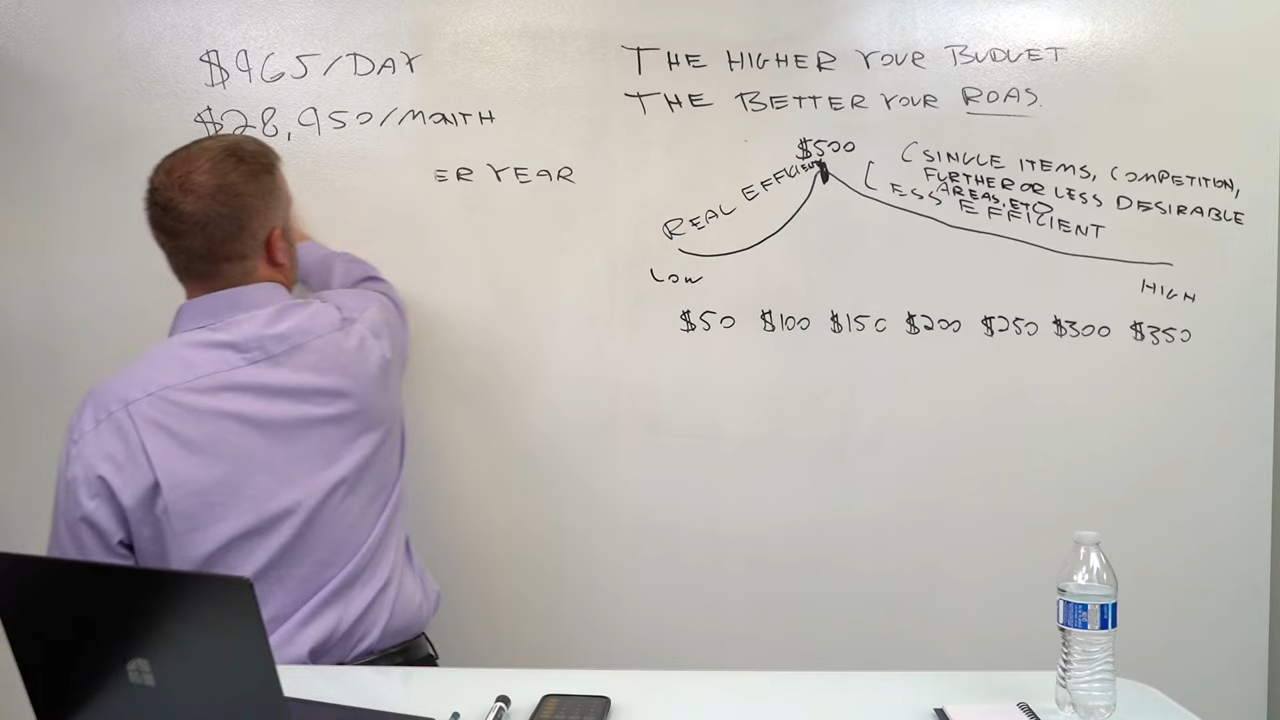 $965/DAY
$28,950/MONTH
ER YEAR
THE HIGHER YOUR BUDGET
THE BETTER YOUR ROAS.
$500
REAL EFFICIENT
(SINGLE ITEMS, COMPETITION,
FURTHER OR LESS DESIRABLE
AREAS, ETC)
ESS EFFICIENT
LOW
HIGH
$50 $100 $150 $200 $250 $300 $350